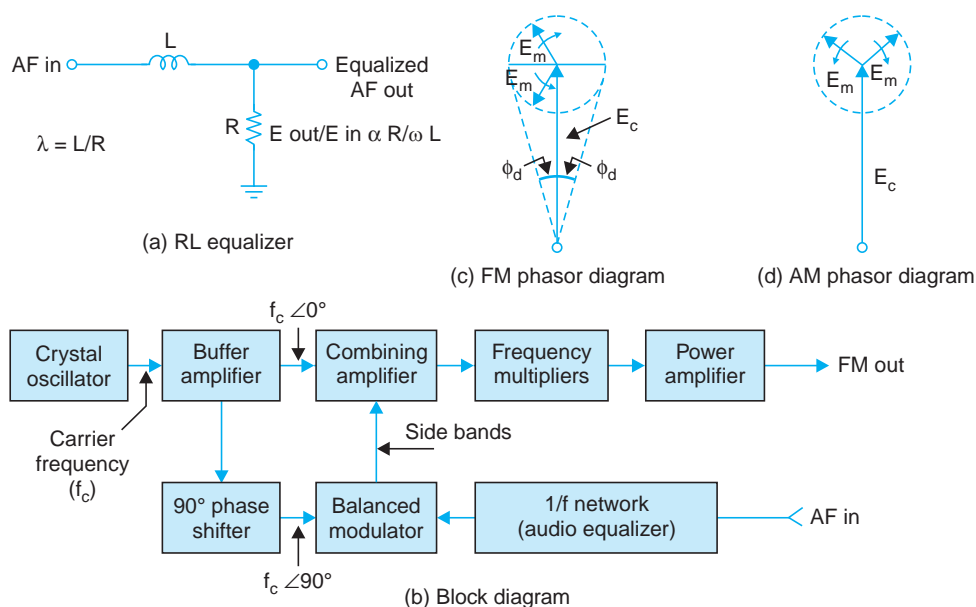 L
AF in
Equalized
AF out
R
E out/E in α R/ω L
λ = L/R
(a) RL equalizer
E_m
E_m
E_c
ϕ_d
ϕ_d
(c) FM phasor diagram
E_m
E_m
E_c
(d) AM phasor diagram
f_c ∠0°
Crystal
oscillator
Buffer
amplifier
Combining
amplifier
Frequency
multipliers
Power
amplifier
FM out
Carrier
frequency
(f_c)
Side bands
90° phase
shifter
Balanced
modulator
1/f network
(audio equalizer)
AF in
f_c ∠90°
(b) Block diagram